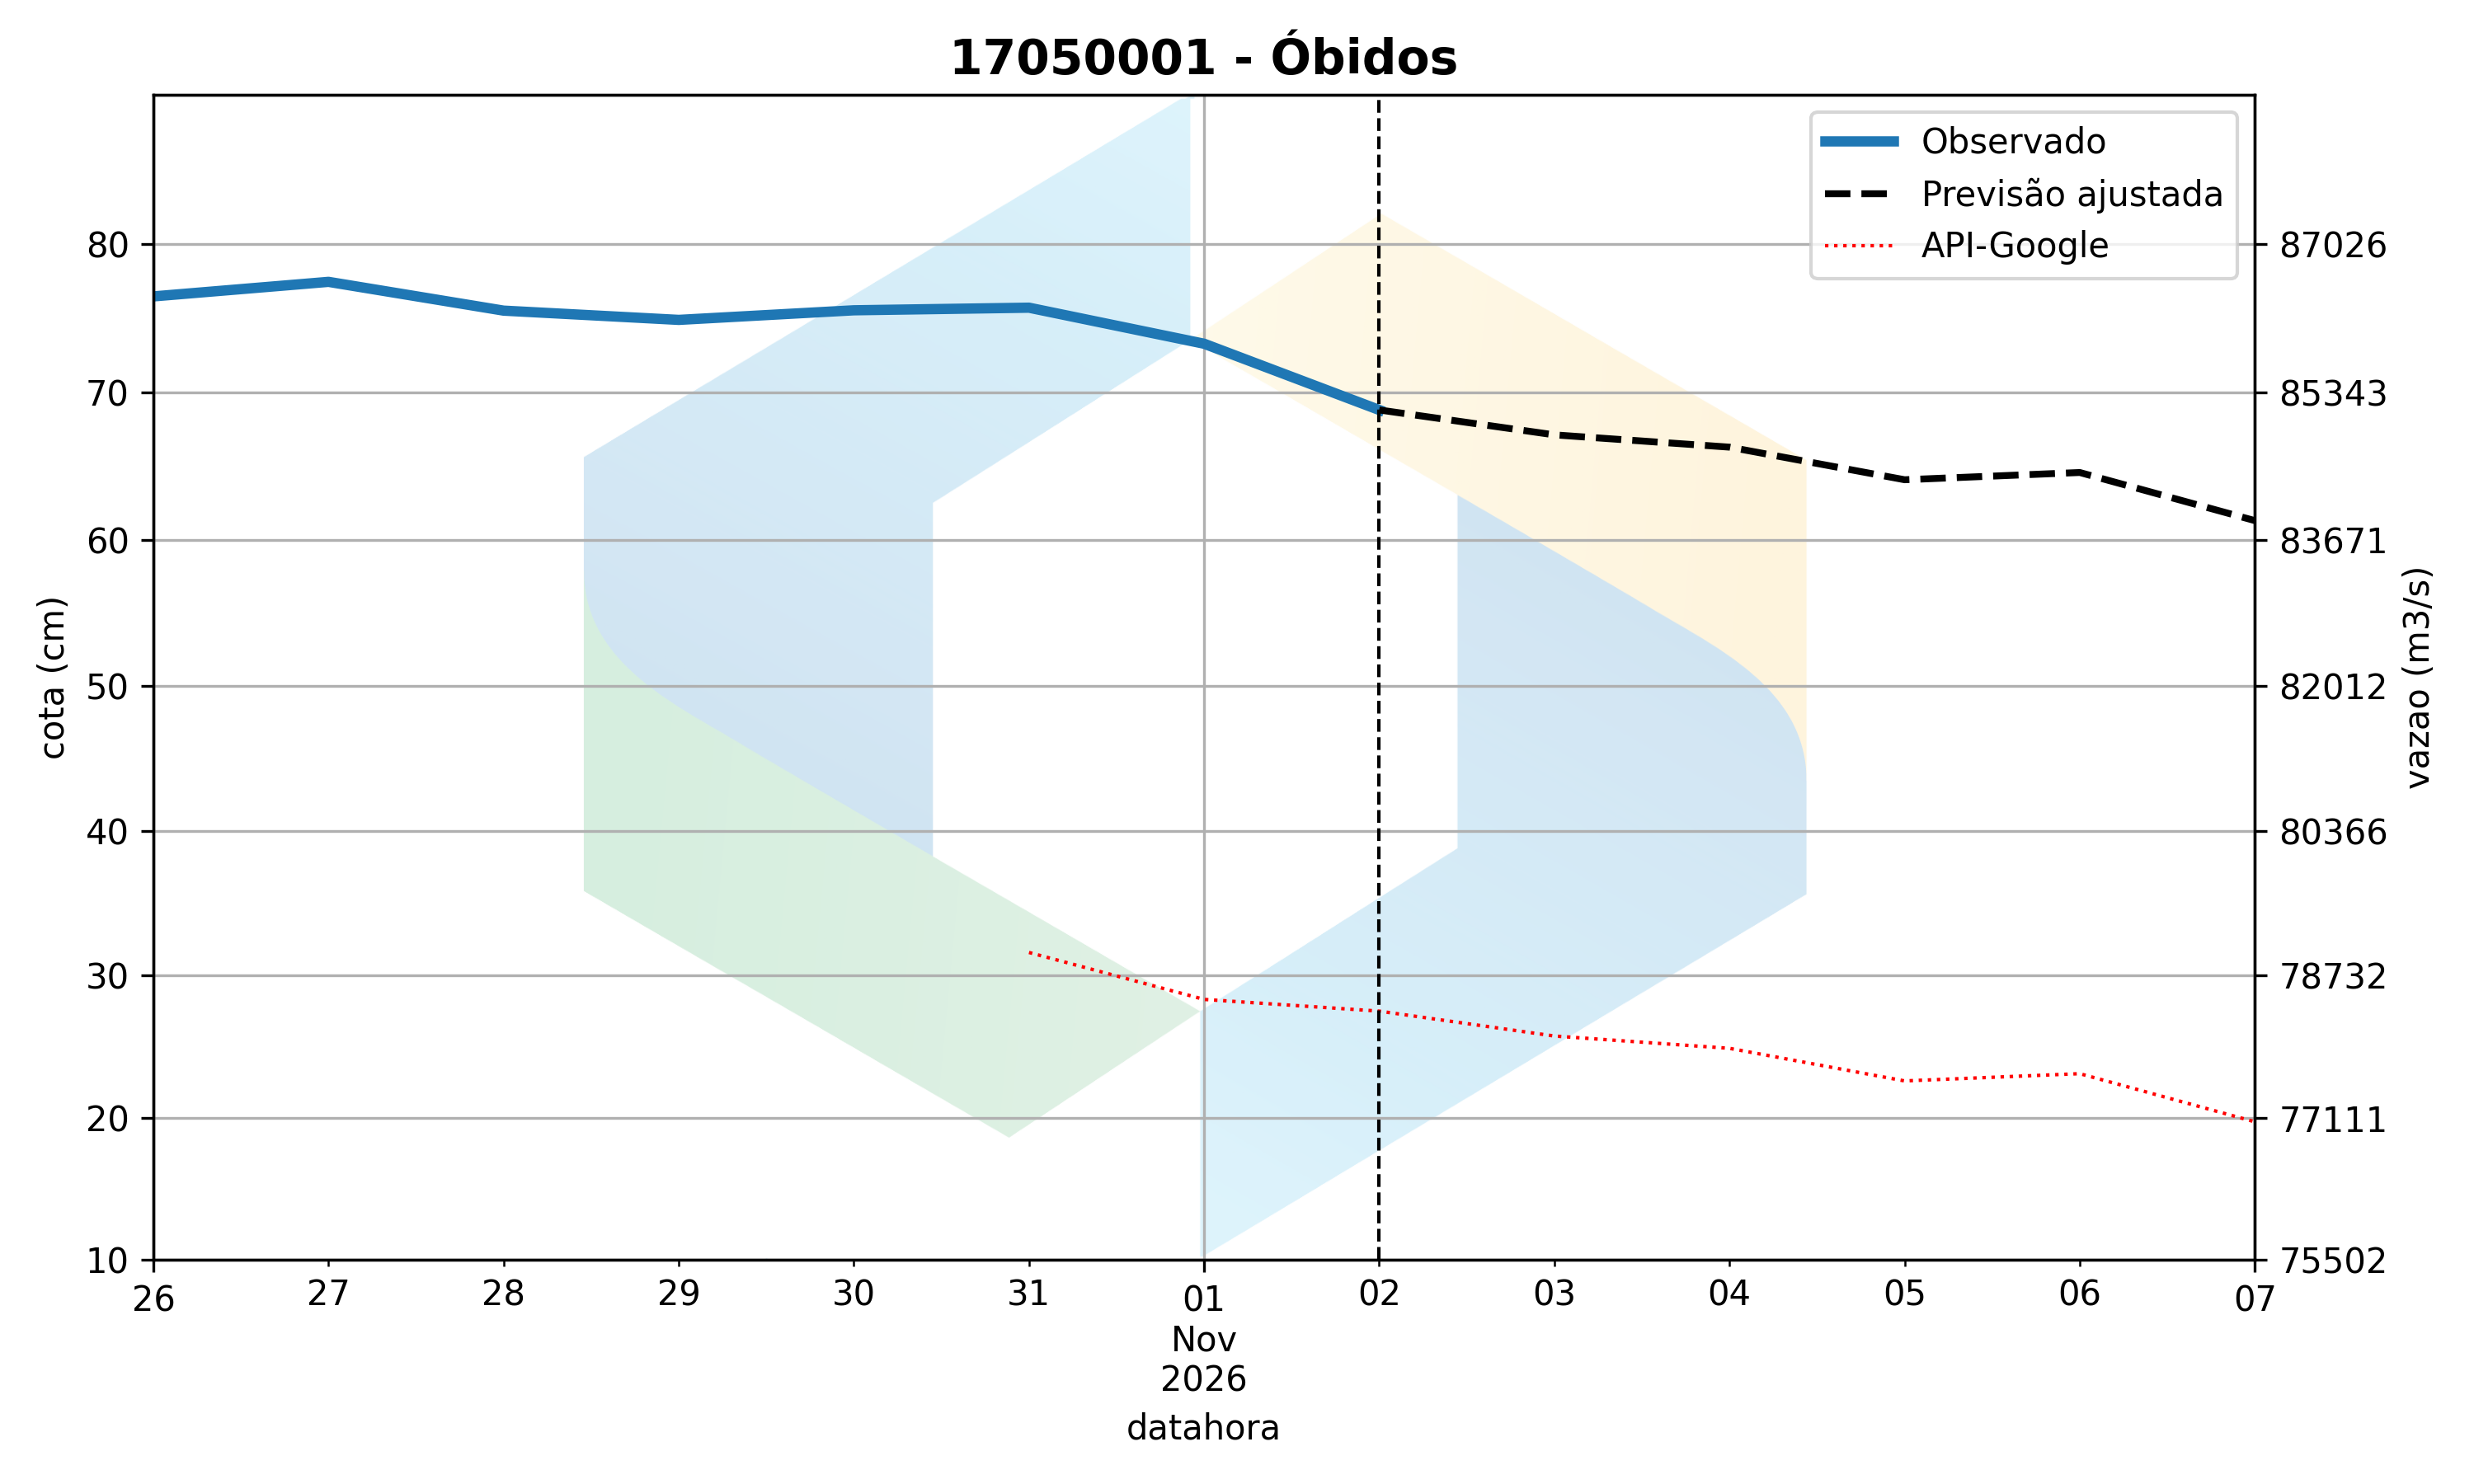 17050001 - Óbidos
Observado
Previsão ajustada
API-Google
80
70
60
50
40
30
20
10
cota (cm)
87026
85343
83671
82012
80366
78732
77111
75502
vazao (m3/s)
26 27 28 29 30 31 01 02 03 04 05 06 07
Nov
2026
datahora